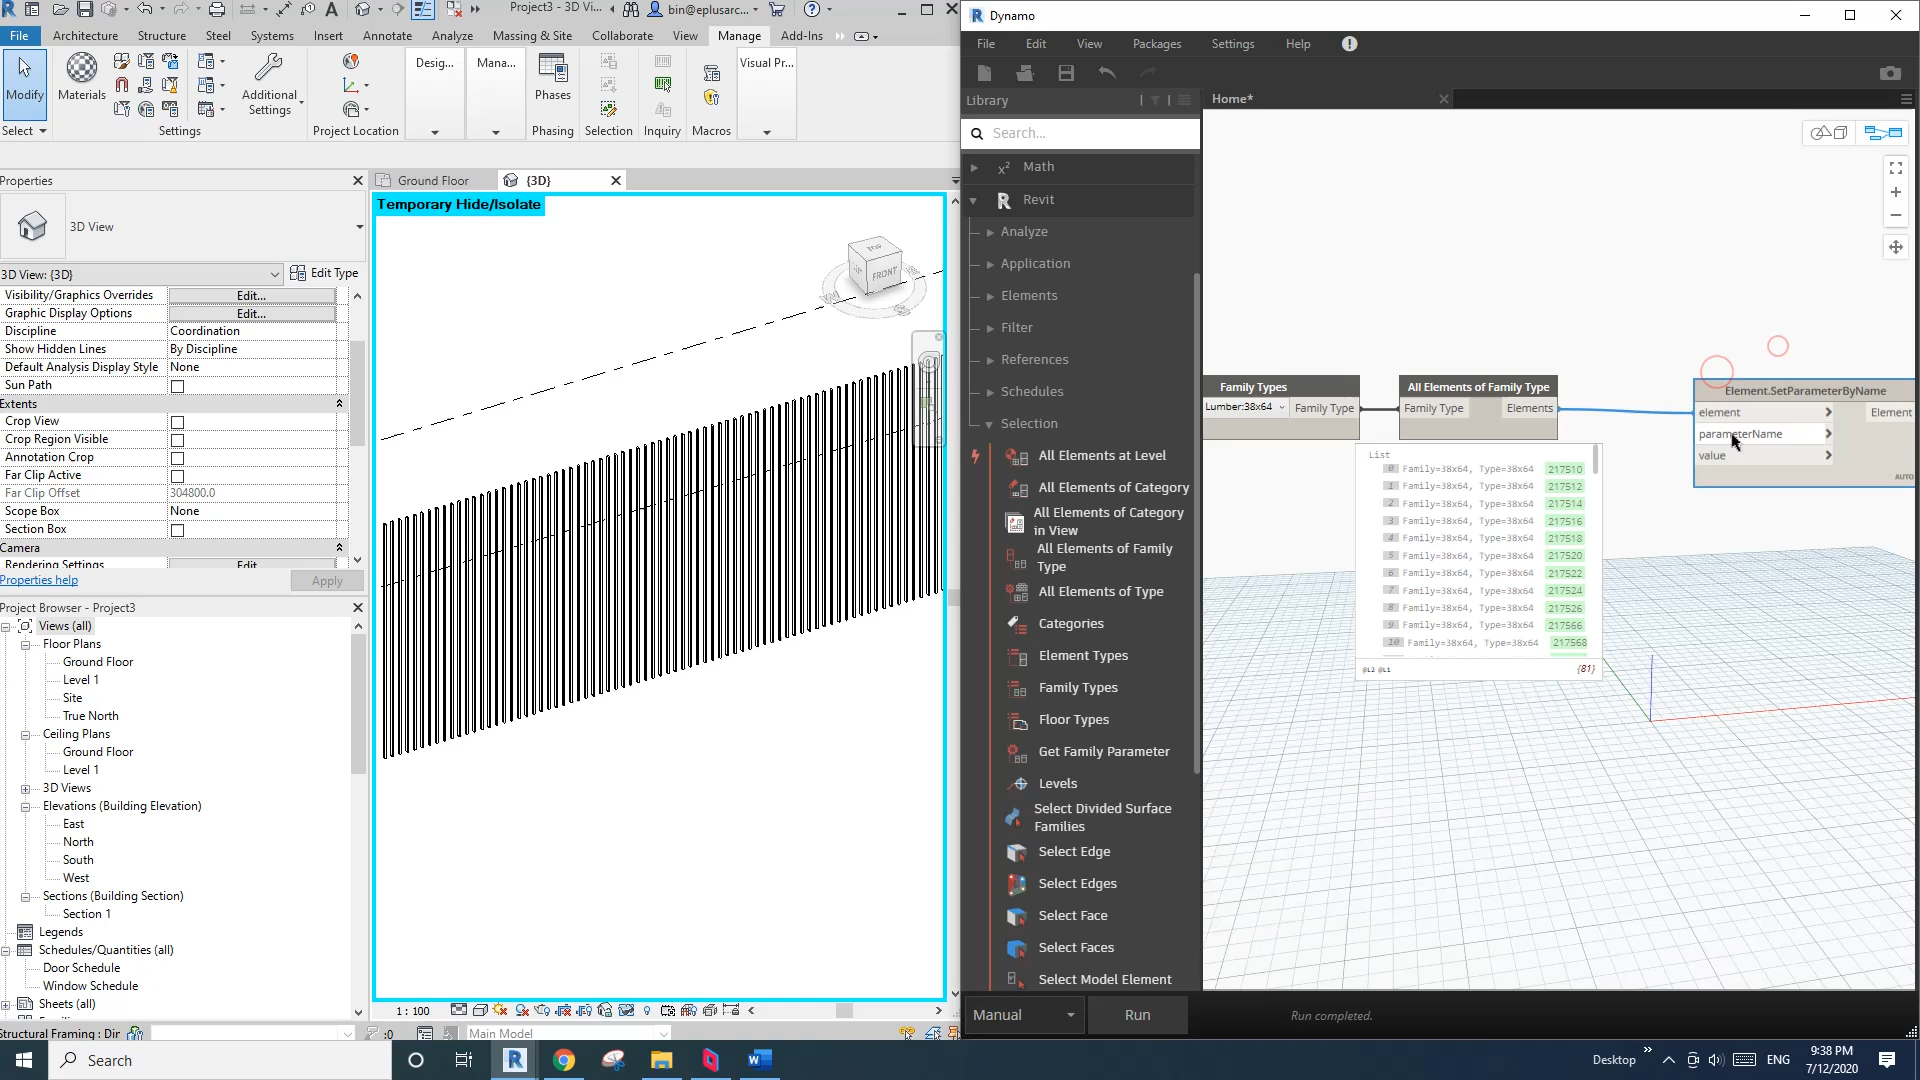 Project3 - 3D Vi...
bin@eplusarc...
File
Architecture
Structure
Steel
Systems
Insert
Annotate
Analyze
Massing & Site
Collaborate
View
Manage
Add-Ins
Modify
Materials
Additional
Settings
Desig...
Mana...
Phases
Visual Pr...
Select
Settings
Project Location
Phasing
Selection
Inquiry
Macros
Properties
3D View
3D View: {3D}
Edit Type
Visibility/Graphics Overrides
Edit...
Graphic Display Options
Edit...
Discipline
Coordination
Show Hidden Lines
By Discipline
Default Analysis Display Style
None
Sun Path
Extents
Crop View
Crop Region Visible
Annotation Crop
Far Clip Active
Far Clip Offset
304800.0
Scope Box
None
Section Box
Camera
Rendering Settings
Edit
Properties help
Apply
Project Browser - Project3
Views (all)
Floor Plans
Ground Floor
Level 1
Site
True North
Ceiling Plans
Ground Floor
Level 1
3D Views
Elevations (Building Elevation)
East
North
South
West
Sections (Building Section)
Section 1
Legends
Schedules/Quantities (all)
Door Schedule
Window Schedule
Sheets (all)
Structural Framing : Dir
Ground Floor
{3D}
Temporary Hide/Isolate
TOP
FRONT
W
S
1 : 100
:0
Main Model
Dynamo
File
Edit
View
Packages
Settings
Help
Library
Search...
Math
Revit
Analyze
Application
Elements
Filter
References
Schedules
Selection
All Elements at Level
All Elements of Category
All Elements of Category
in View
All Elements of Family
Type
All Elements of Type
Categories
Element Types
Family Types
Floor Types
Get Family Parameter
Levels
Select Divided Surface
Families
Select Edge
Select Edges
Select Face
Select Faces
Select Model Element
Manual
Run
Run completed.
Home*
Family Types
Lumber:38x64
Family Type
All Elements of Family Type
Family Type
Elements
Element.SetParameterByName
element
Element
parameterName
value
AUTO
List
0 Family=38x64, Type=38x64 217510
1 Family=38x64, Type=38x64 217512
2 Family=38x64, Type=38x64 217514
3 Family=38x64, Type=38x64 217516
4 Family=38x64, Type=38x64 217518
5 Family=38x64, Type=38x64 217520
6 Family=38x64, Type=38x64 217522
7 Family=38x64, Type=38x64 217524
8 Family=38x64, Type=38x64 217526
9 Family=38x64, Type=38x64 217566
10 Family=38x64, Type=38x64 217568
@L2 @L1
{81}
Search
Desktop
ENG
9:38 PM
7/12/2020